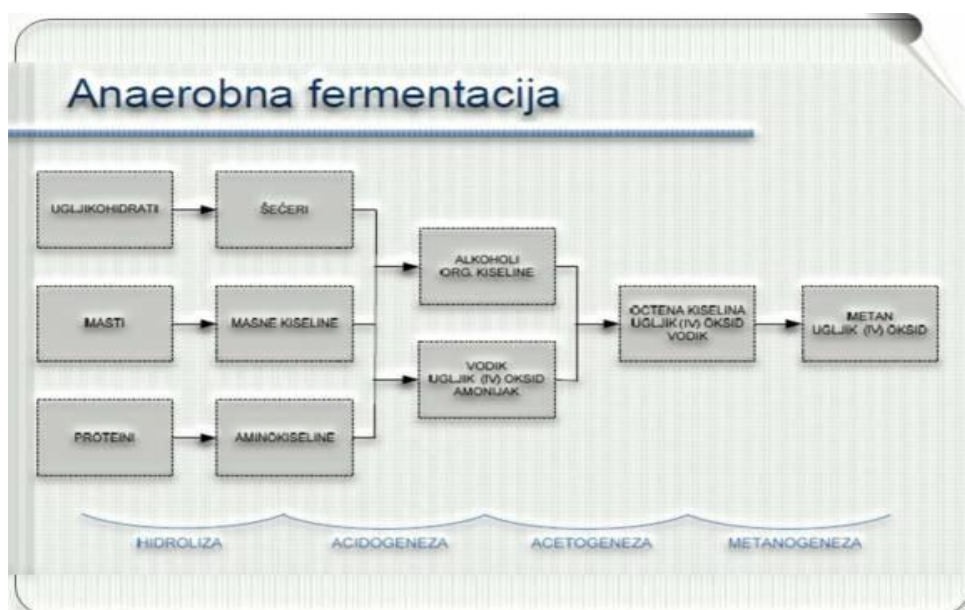 Anaerobna fermentacija
UGLJIKOHIDRATI
ŠEĆERI
ALKOHOLI
ORG. KISELINE
MASTI
MASNE KISELINE
OCTENA KISELINA
UGLJIK (IV) OKSID
VODIK
METAN
UGLJIK (IV) OKSID
VODIK
UGLJIK (IV) OKSID
AMONIJAK
PROTEINI
AMINOKISELINE
HIDROLIZA
ACIDOGENEZA
ACETOGENEZA
METANOGENEZA